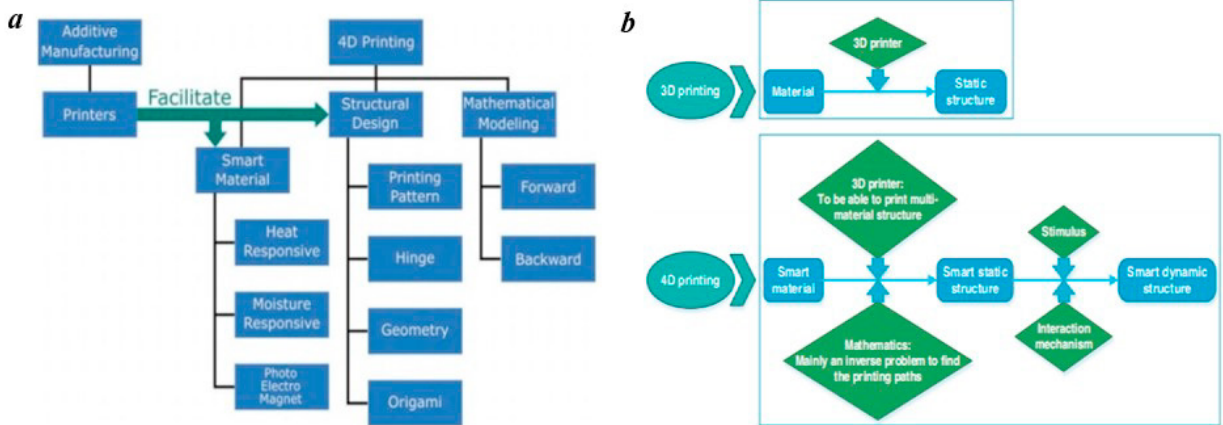 a
Additive
Manufacturing
4D Printing
Facilitate
Printers
Structural
Design
Mathematical
Modeling
Smart
Material
Printing
Pattern
Forward
Heat
Responsive
Hinge
Backward
Moisture
Responsive
Geometry
Photo
Electro
Magnet
Origami
b
3D printer
3D printing
Material
Static
structure
3D printer:
To be able to print multi-
material structure
Stimulus
4D printing
Smart
material
Smart static
structure
Smart dynamic
structure
Mathematics:
Mainly an inverse problem to find
the printing paths
Interaction
mechanism